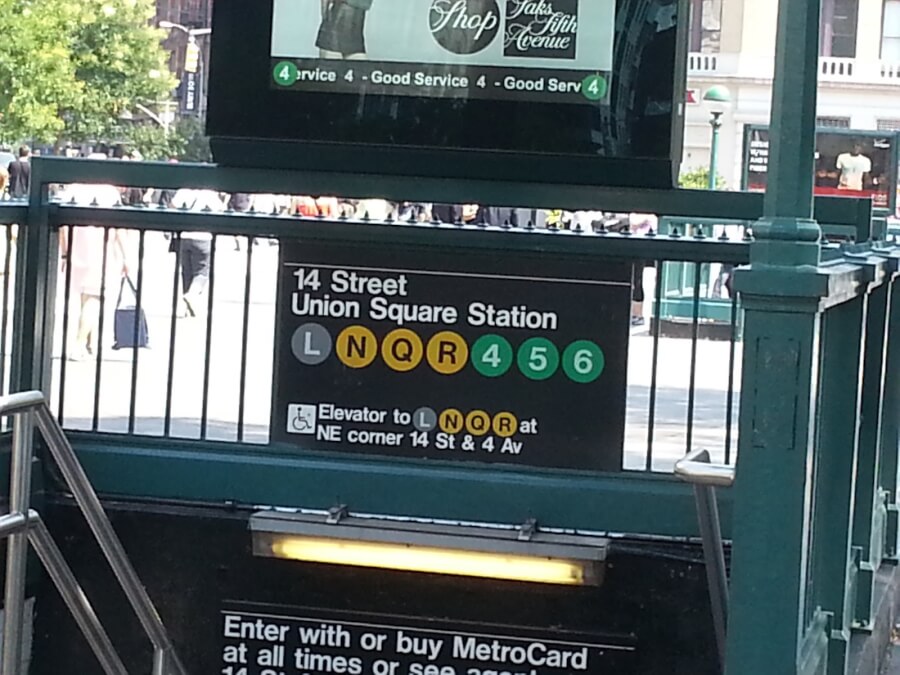 Shop
Saks
Fifth
Avenue
4 ervice 4 - Good Service 4 - Good Serv 4
14 Street
Union Square Station
L N Q R 4 5 6
Elevator to L N Q R at
NE corner 14 St & 4 Av
Enter with or buy MetroCard
at all times or see agent